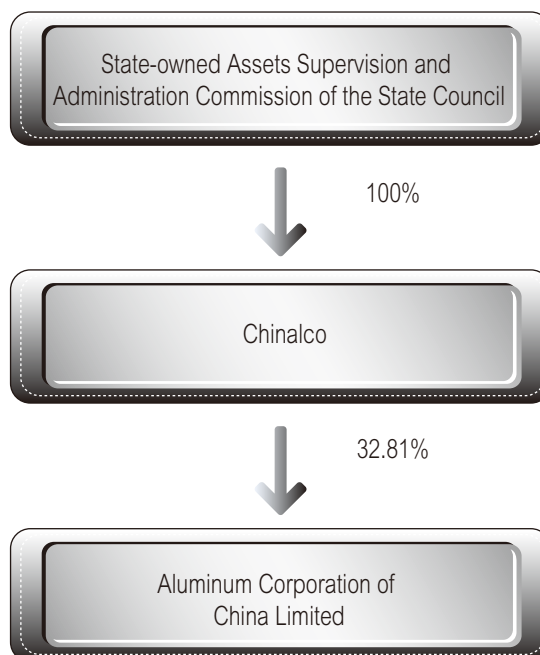 State-owned Assets Supervision and
Administration Commission of the State Council
100%
Chinalco
32.81%
Aluminum Corporation of
China Limited